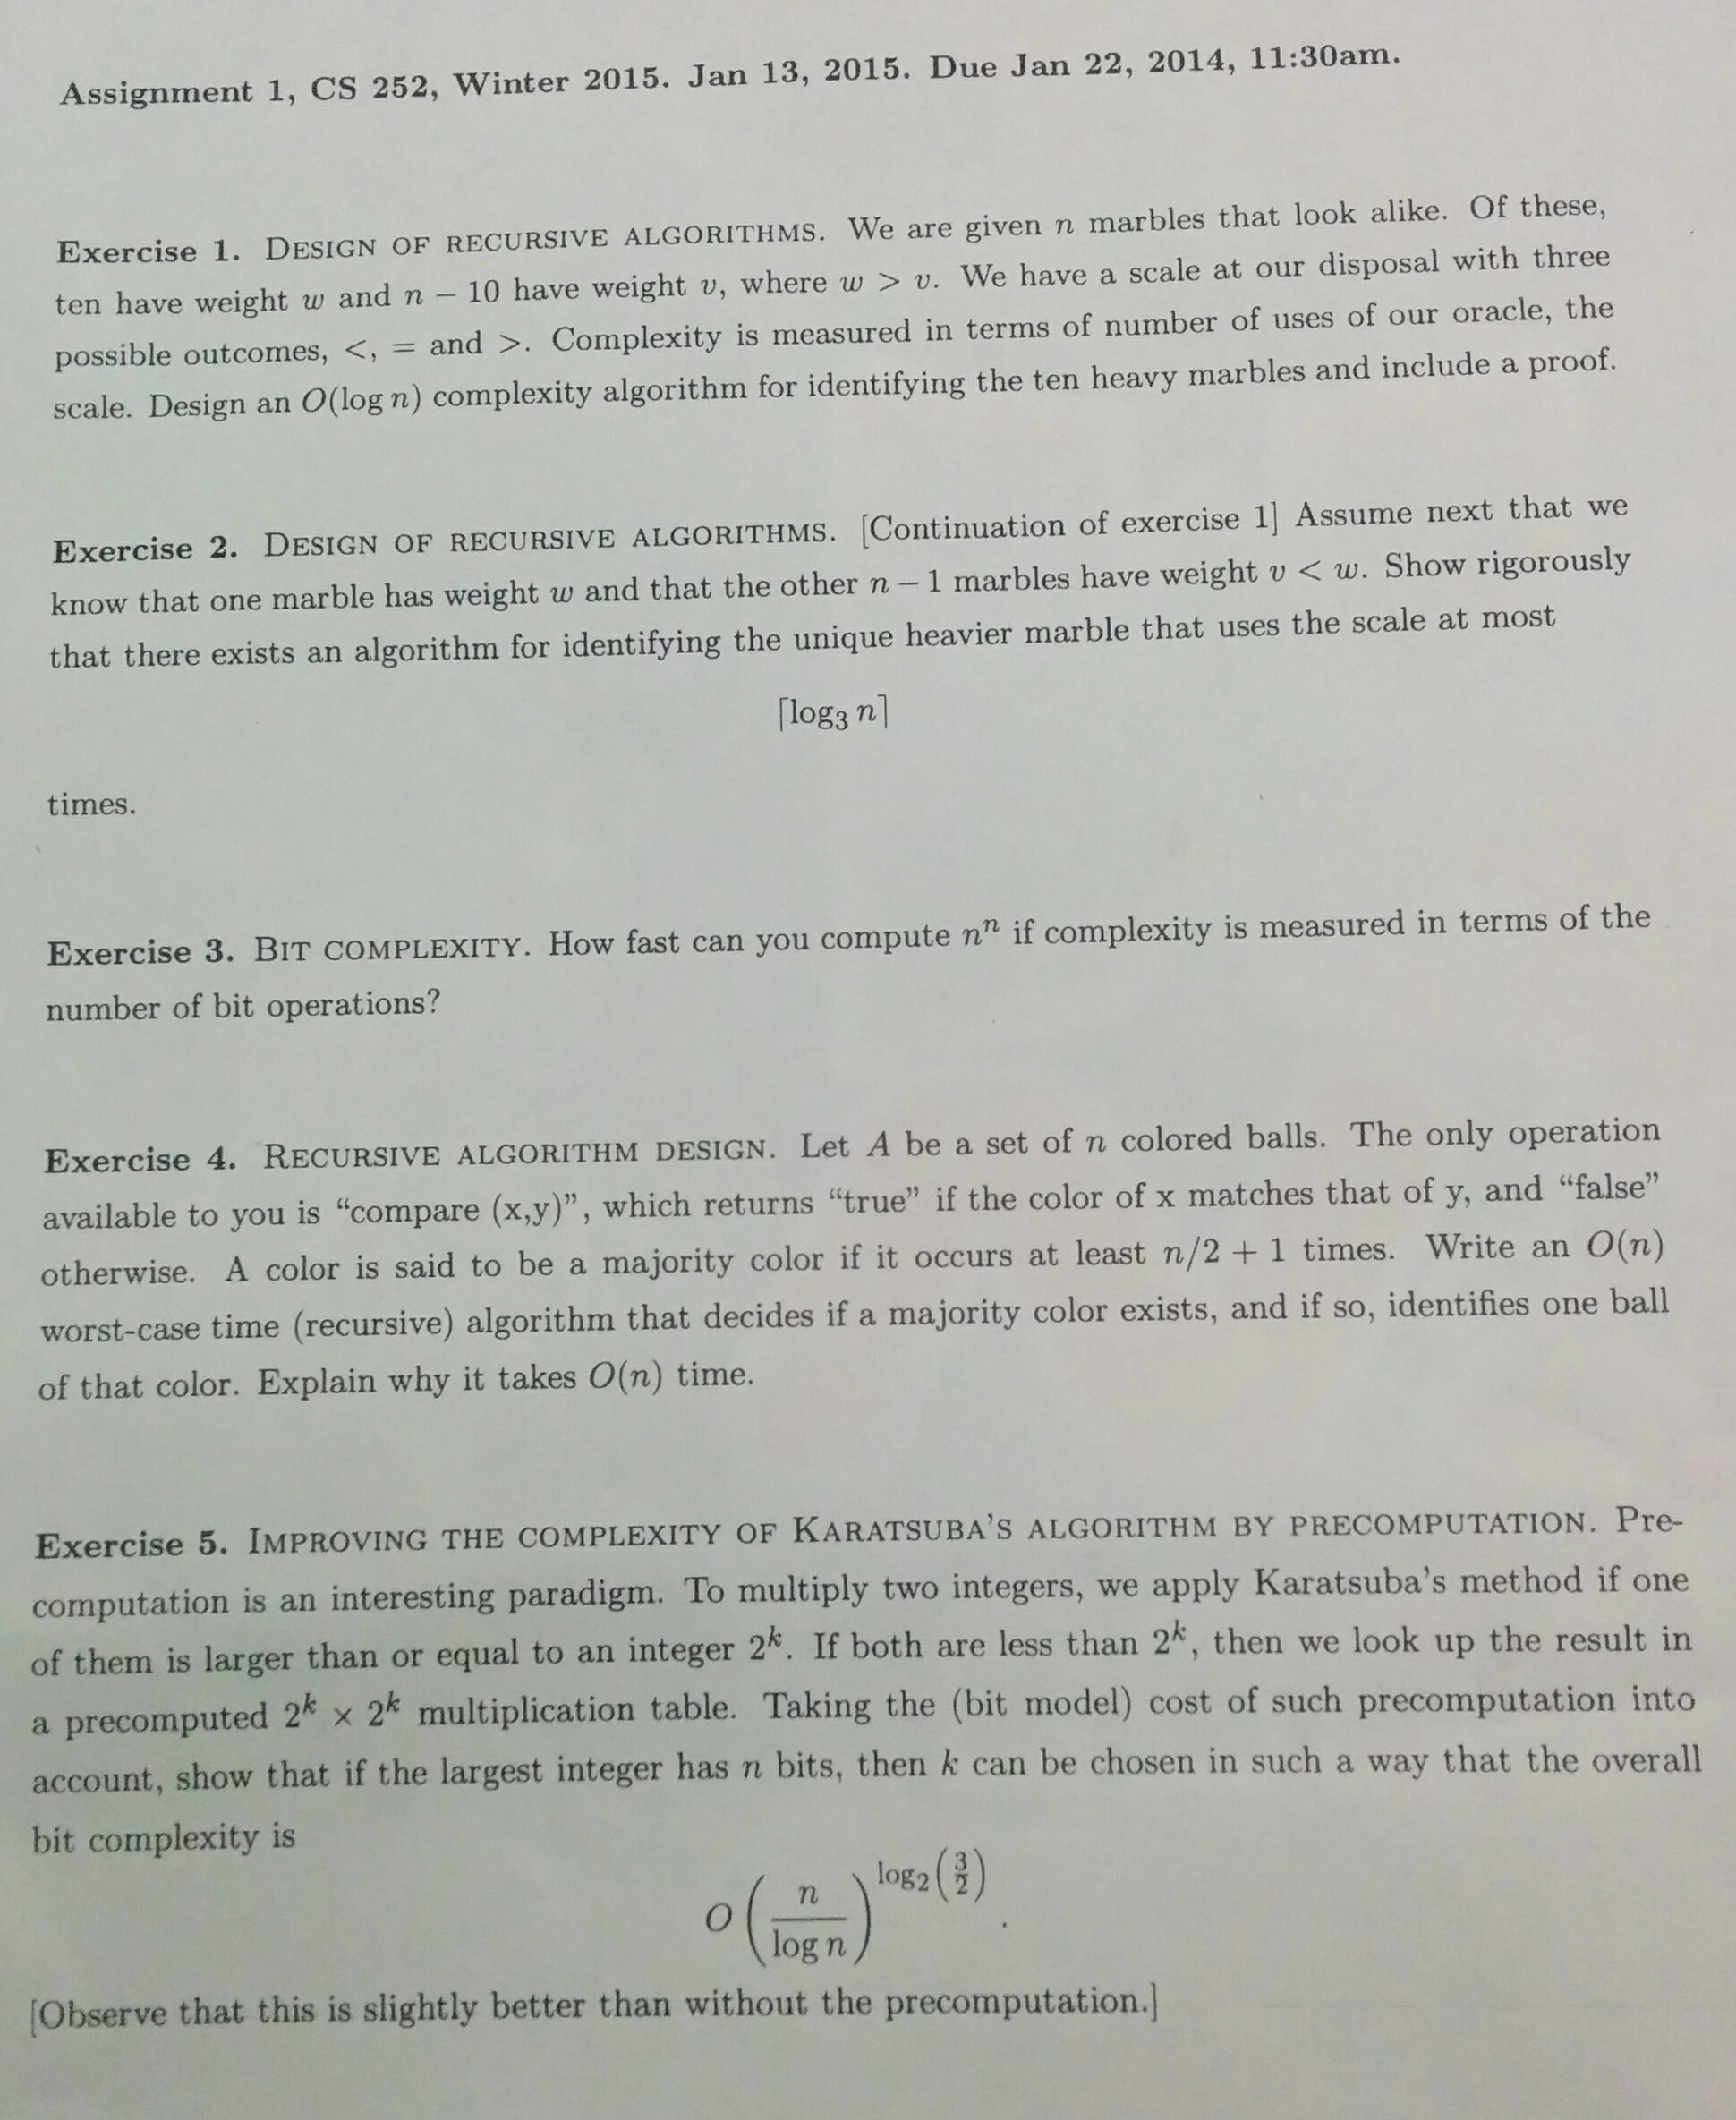 Assignment 1, CS 252, Winter 2015. Jan 13, 2015. Due Jan 22, 2014, 11:30am.
Exercise 1. DESIGN OF RECURSIVE ALGORITHMS. We are given n marbles that look alike. Of these,
ten have weight w and n − 10 have weight v, where w > v. We have a scale at our disposal with three
possible outcomes, <, = and >. Complexity is measured in terms of number of uses of our oracle, the
scale. Design an O(log n) complexity algorithm for identifying the ten heavy marbles and include a proof.
Exercise 2. DESIGN OF RECURSIVE ALGORITHMS. [Continuation of exercise 1] Assume next that we
know that one marble has weight w and that the other n − 1 marbles have weight v < w. Show rigorously
that there exists an algorithm for identifying the unique heavier marble that uses the scale at most
⌈log₃ n⌉
times.
Exercise 3. BIT COMPLEXITY. How fast can you compute nⁿ if complexity is measured in terms of the
number of bit operations?
Exercise 4. RECURSIVE ALGORITHM DESIGN. Let A be a set of n colored balls. The only operation
available to you is “compare (x,y)”, which returns “true” if the color of x matches that of y, and “false”
otherwise. A color is said to be a majority color if it occurs at least n/2 + 1 times. Write an O(n)
worst-case time (recursive) algorithm that decides if a majority color exists, and if so, identifies one ball
of that color. Explain why it takes O(n) time.
Exercise 5. IMPROVING THE COMPLEXITY OF KARATSUBA’S ALGORITHM BY PRECOMPUTATION. Pre-
computation is an interesting paradigm. To multiply two integers, we apply Karatsuba’s method if one
of them is larger than or equal to an integer 2ᵏ. If both are less than 2ᵏ, then we look up the result in
a precomputed 2ᵏ × 2ᵏ multiplication table. Taking the (bit model) cost of such precomputation into
account, show that if the largest integer has n bits, then k can be chosen in such a way that the overall
bit complexity is
O(n / log n)^log₂(3/2).
[Observe that this is slightly better than without the precomputation.]